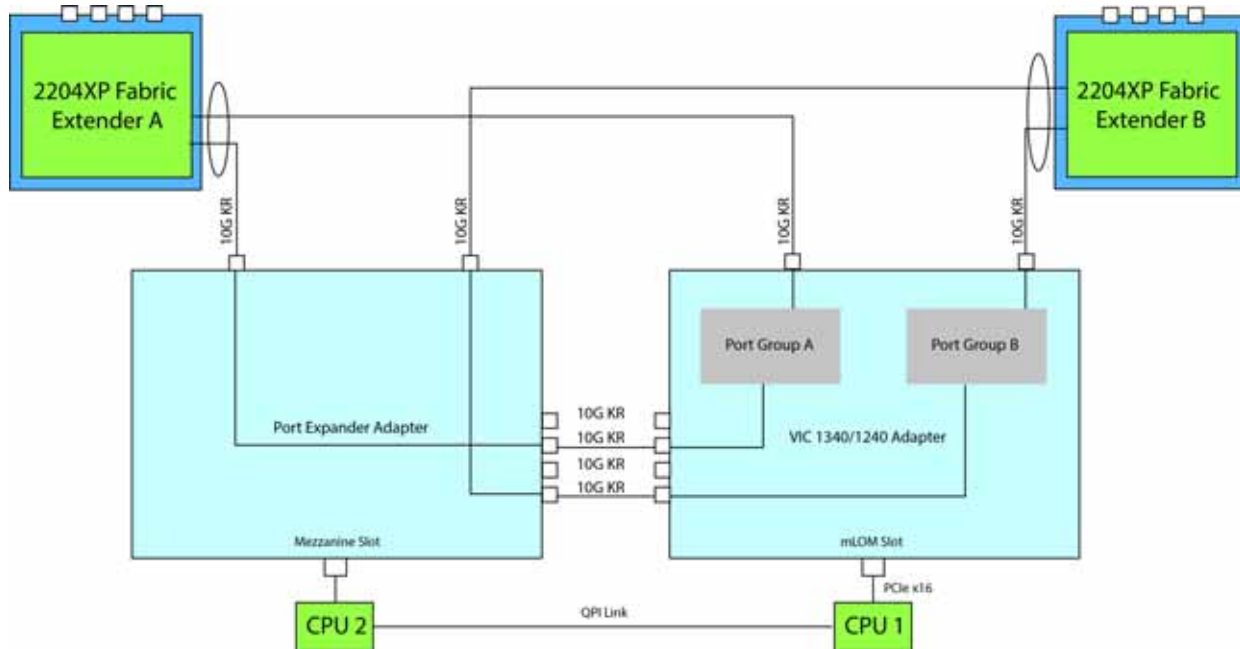 2204XP Fabric
Extender A
2204XP Fabric
Extender B
10G KR
10G KR
10G KR
10G KR
Port Group A
Port Group B
10G KR
Port Expander Adapter
10G KR
VIC 1340/1240 Adapter
10G KR
10G KR
Mezzanine Slot
mLOM Slot
PCIe x16
CPU 2
QPI Link
CPU 1